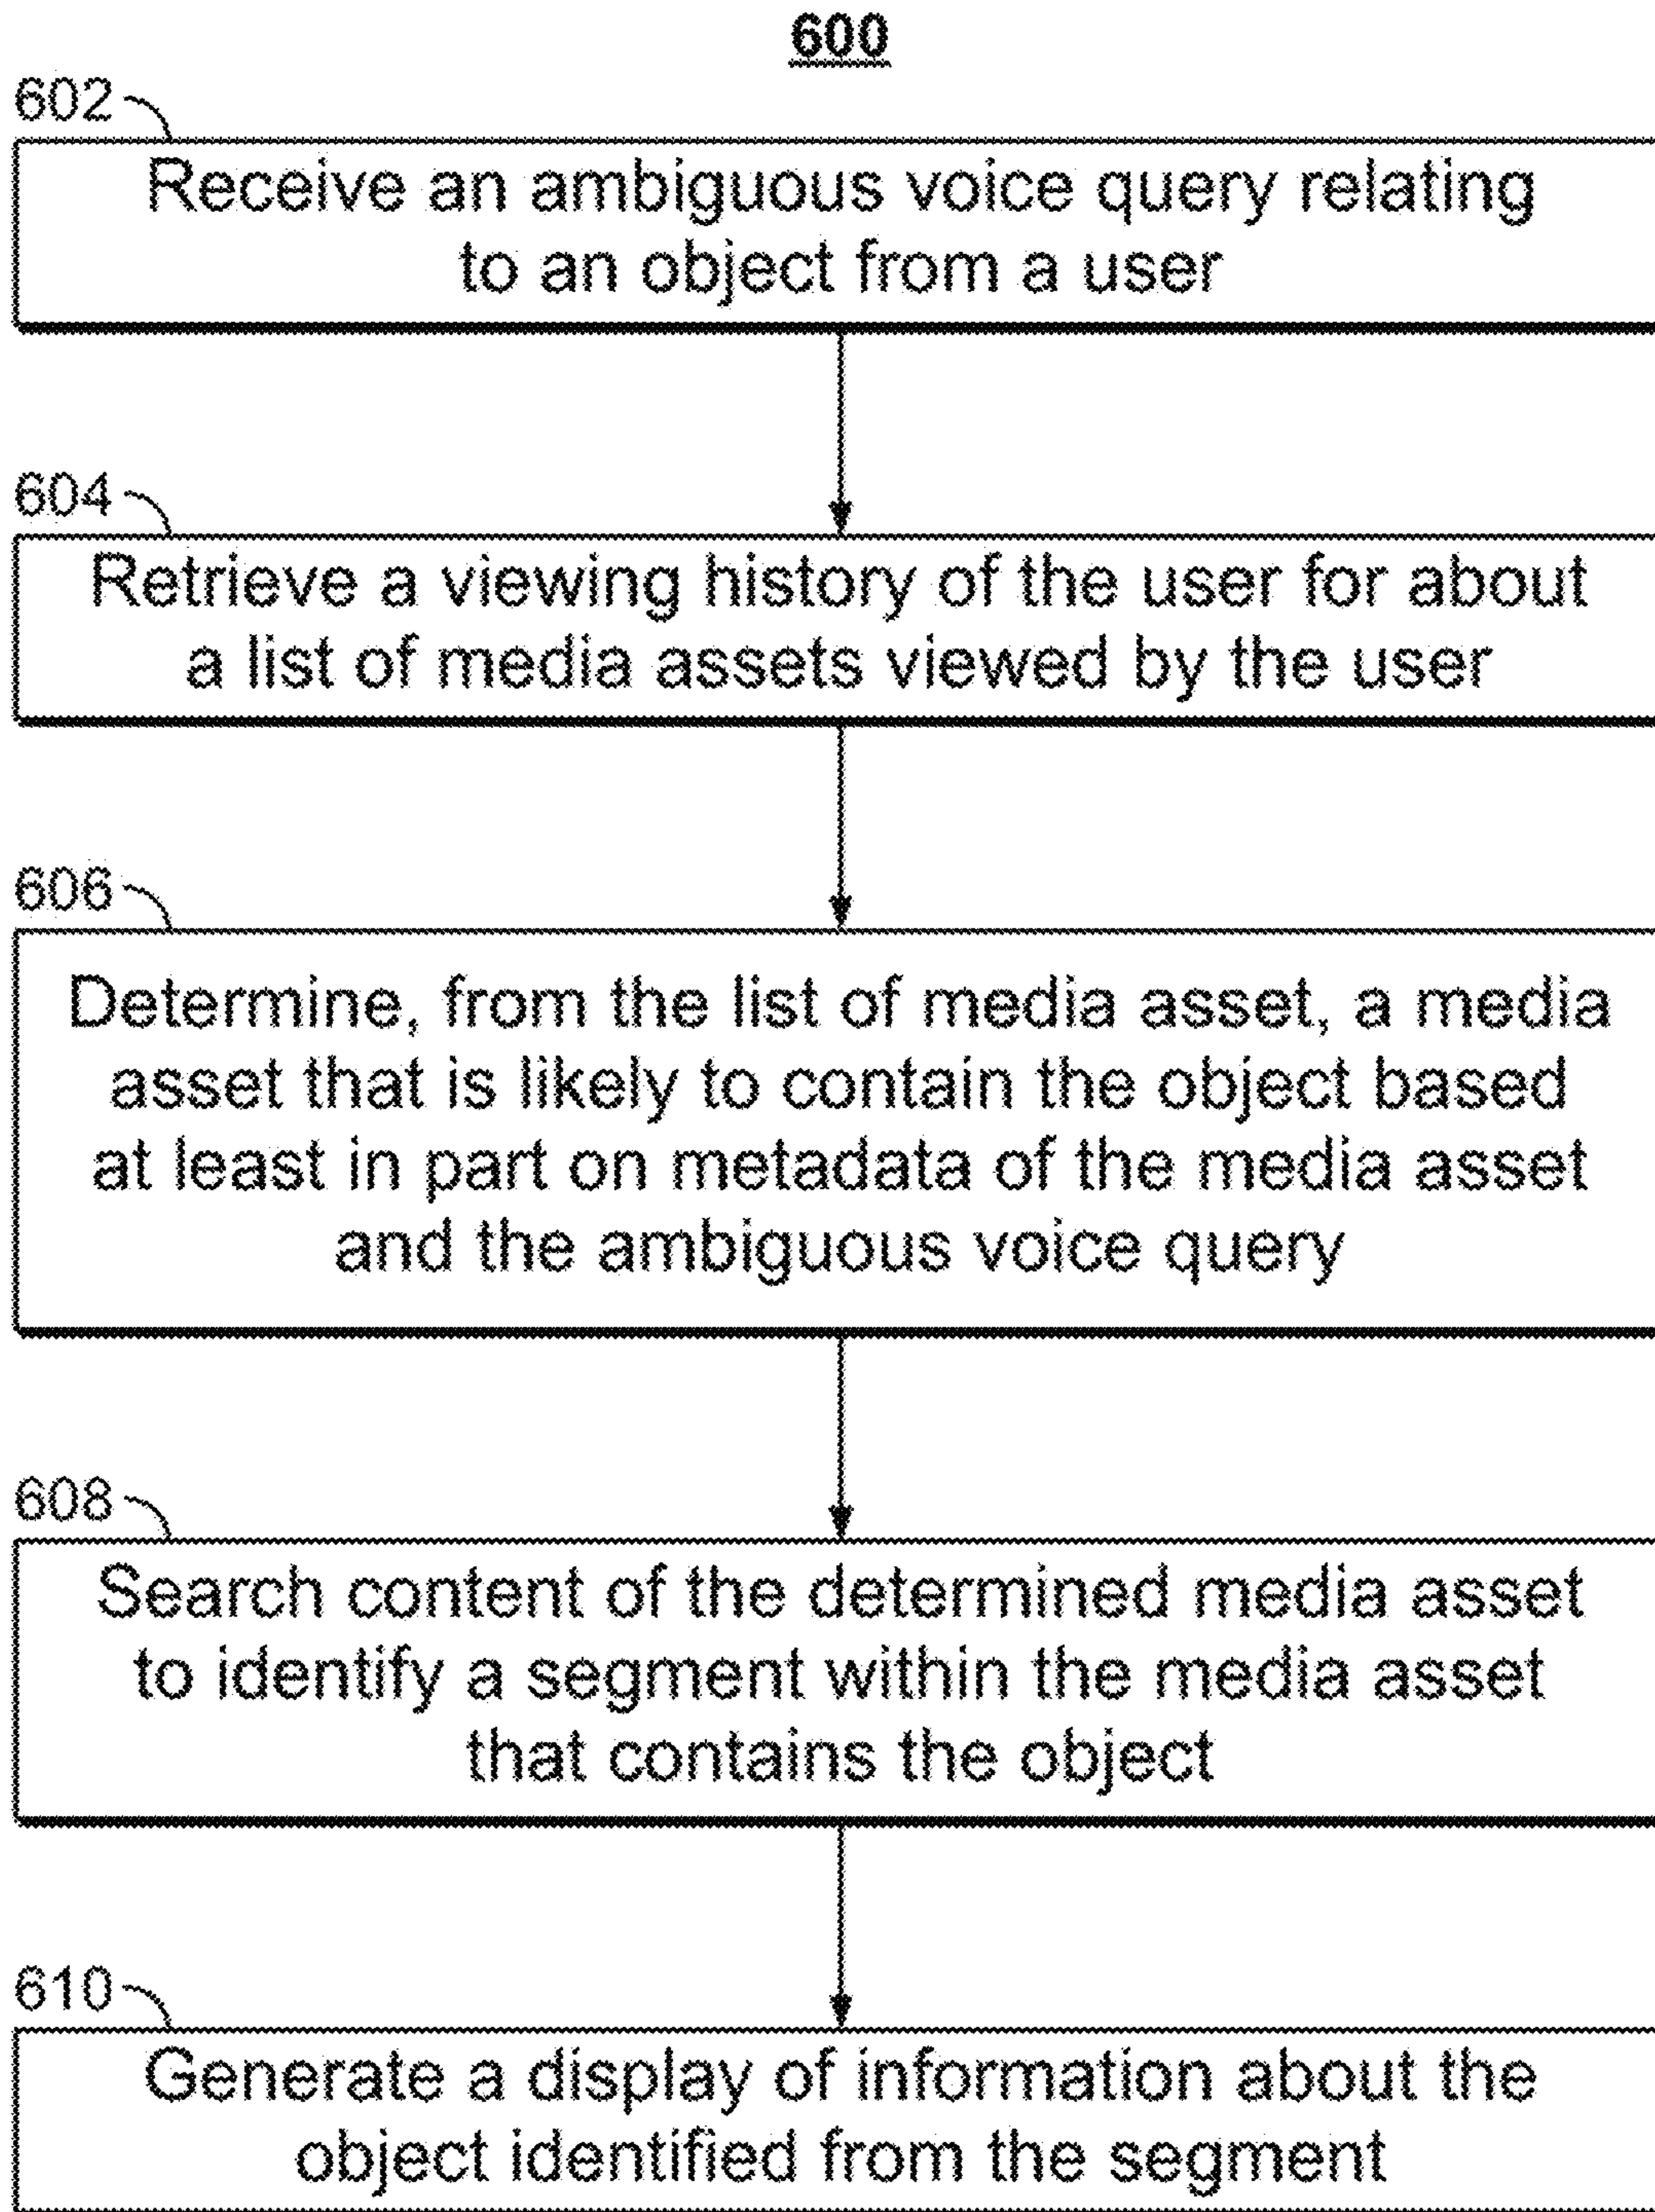 600
602
Receive an ambiguous voice query relating
to an object from a user
604
Retrieve a viewing history of the user for about
a list of media assets viewed by the user
606
Determine, from the list of media asset, a media
asset that is likely to contain the object based
at least in part on metadata of the media asset
and the ambiguous voice query
608
Search content of the determined media asset
to identify a segment within the media asset
that contains the object
610
Generate a display of information about the
object identified from the segment